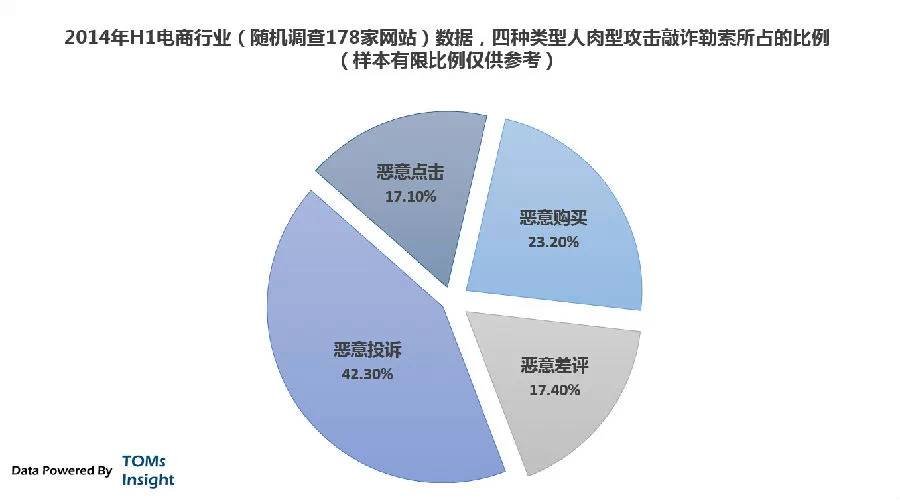 2014年H1电商行业（随机调查178家网站）数据，四种类型人肉型攻击敲诈勒索所占的比例
（样本有限比例仅供参考）
恶意点击
17.10%
恶意购买
23.20%
恶意投诉
42.30%
恶意差评
17.40%
Data Powered By
TOMs
Insight